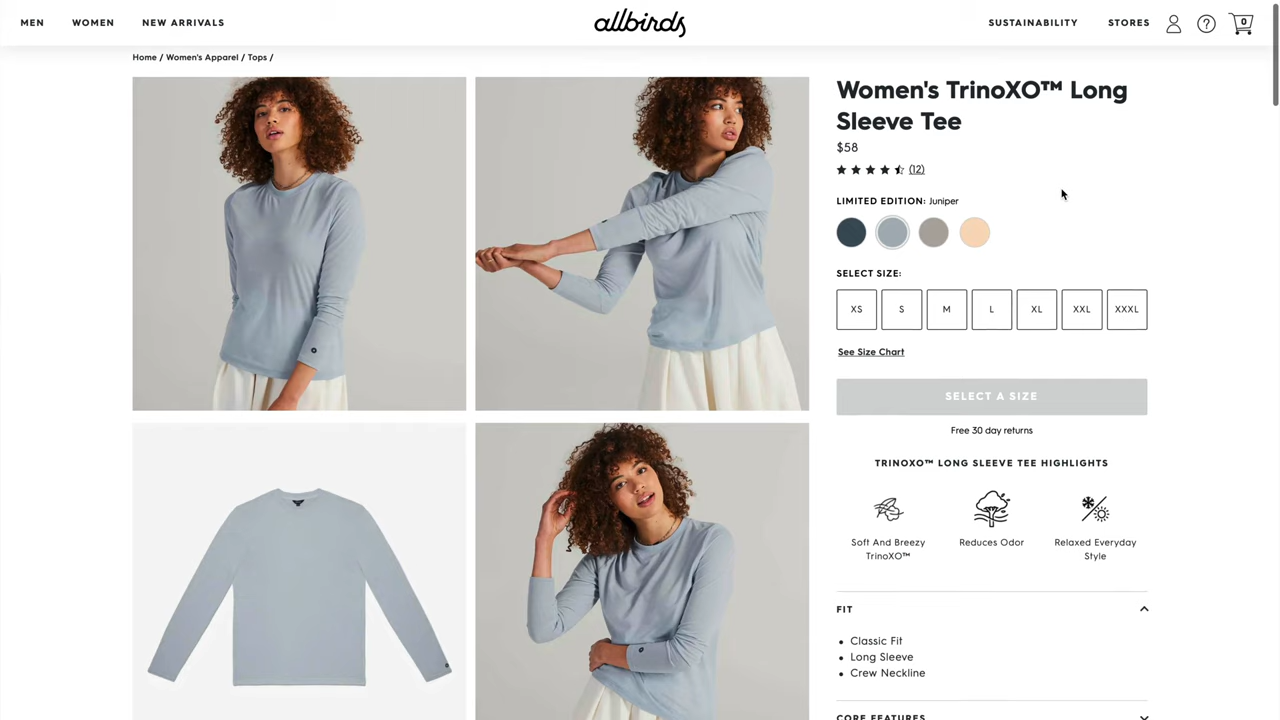 MEN WOMEN NEW ARRIVALS allbirds SUSTAINABILITY STORES ? 0
Home / Women's Apparel / Tops /
Women's TrinoXO™ Long
Sleeve Tee
$58
(12)
LIMITED EDITION: Juniper
SELECT SIZE:
XS S M L XL XXL XXXL
See Size Chart
SELECT A SIZE
Free 30 day returns
TRINOXO™ LONG SLEEVE TEE HIGHLIGHTS
Soft And Breezy
TrinoXO™
Reduces Odor
Relaxed Everyday
Style
FIT
• Classic Fit
• Long Sleeve
• Crew Neckline
CORE FEATURES